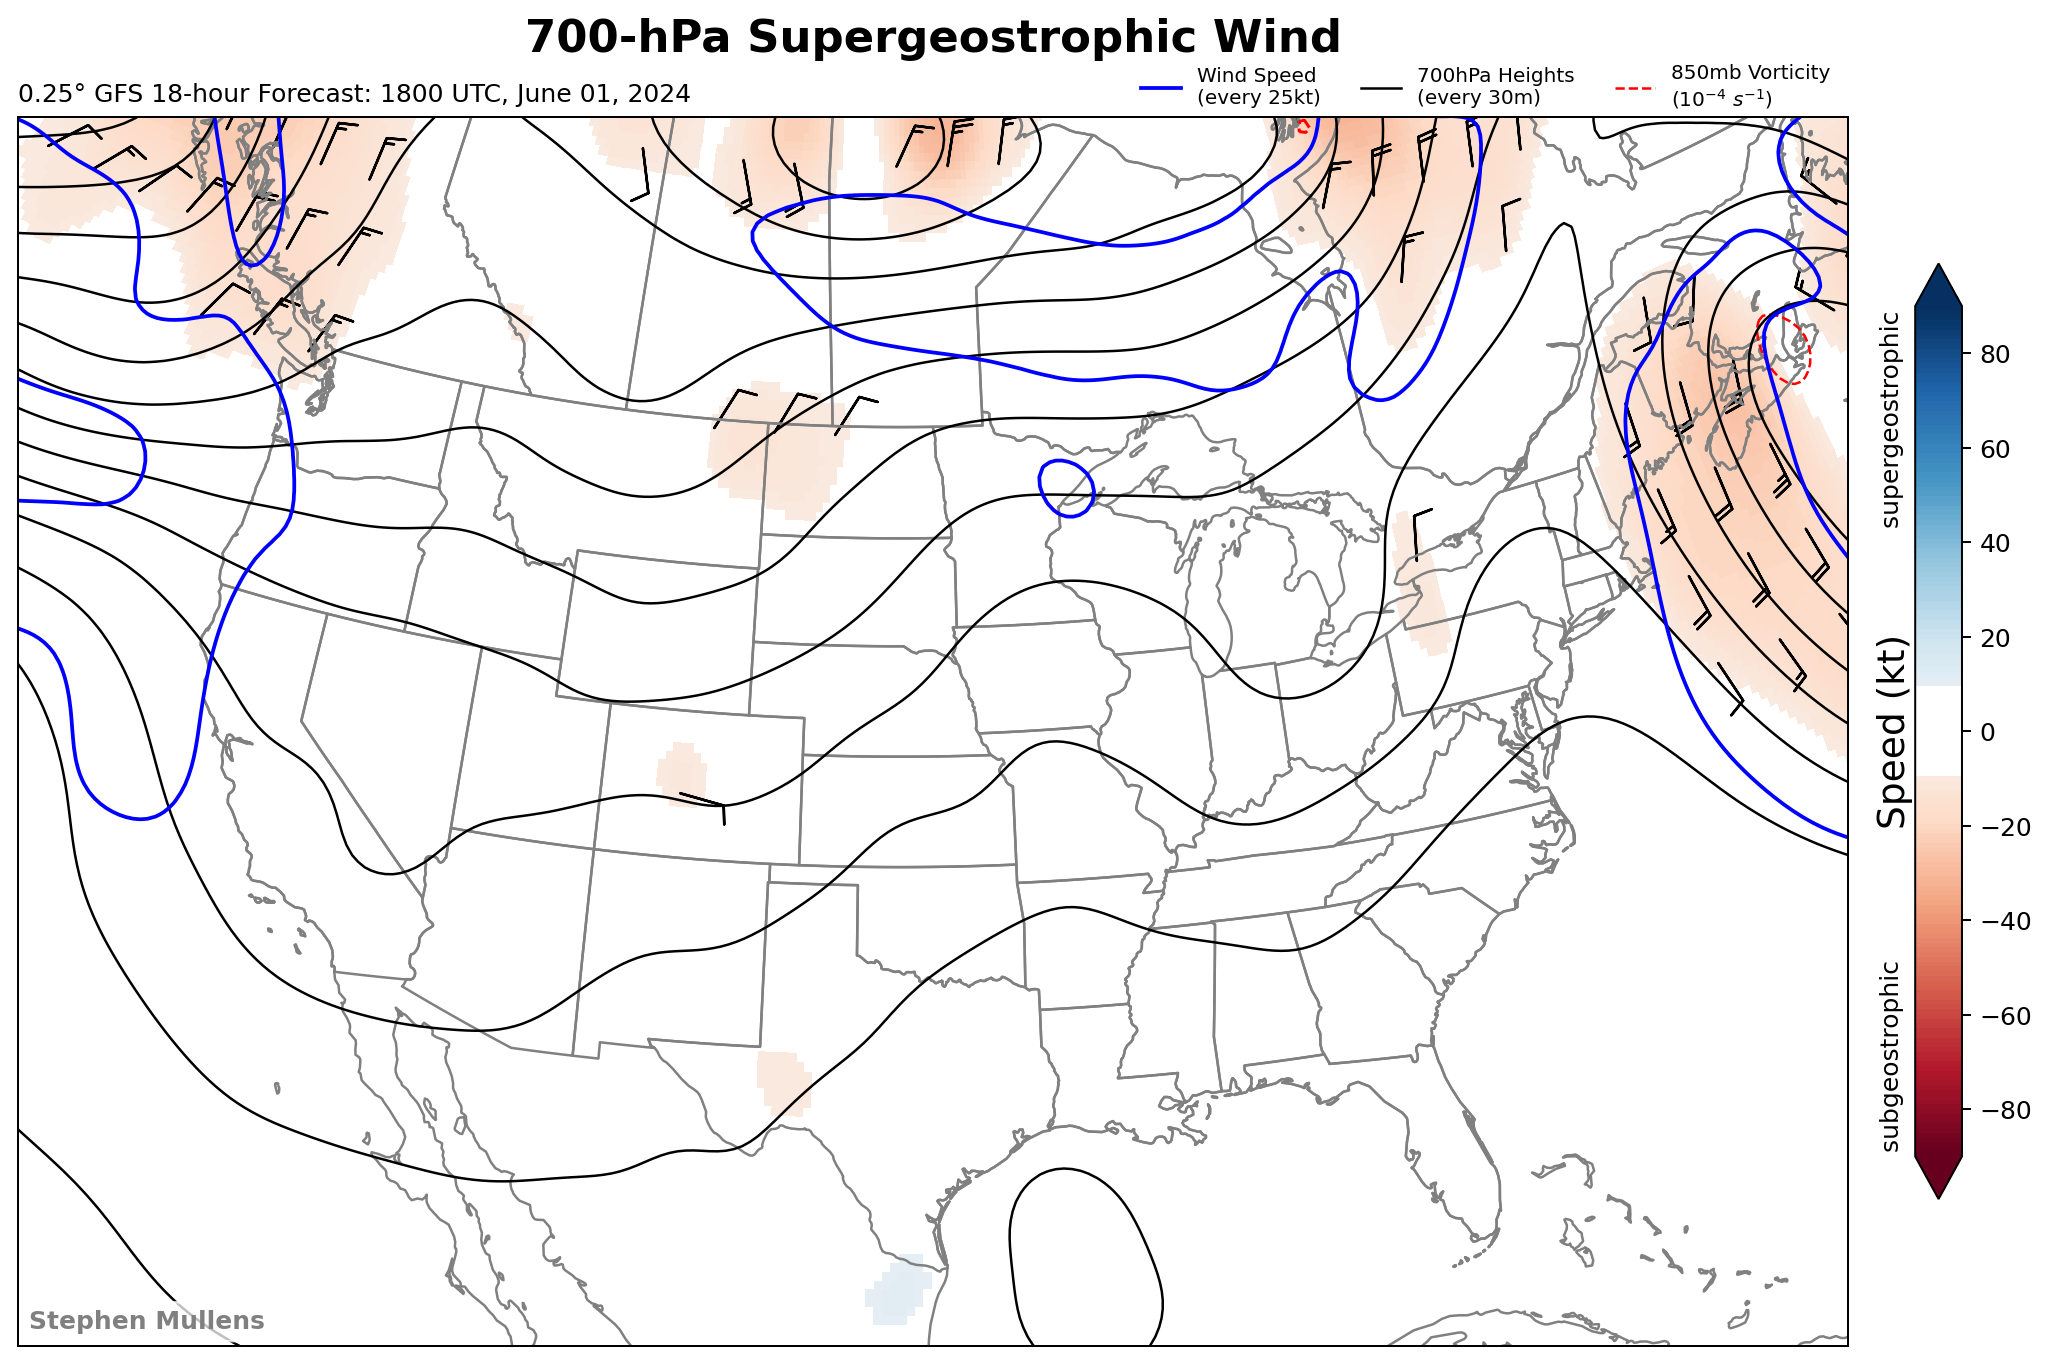 700-hPa Supergeostrophic Wind
0.25° GFS 18-hour Forecast: 1800 UTC, June 01, 2024
Wind Speed
(every 25kt)
700hPa Heights
(every 30m)
850mb Vorticity
(10⁻⁴ s⁻¹)
supergeostrophic
Speed (kt)
subgeostrophic
80
60
40
20
0
−20
−40
−60
−80
Stephen Mullens